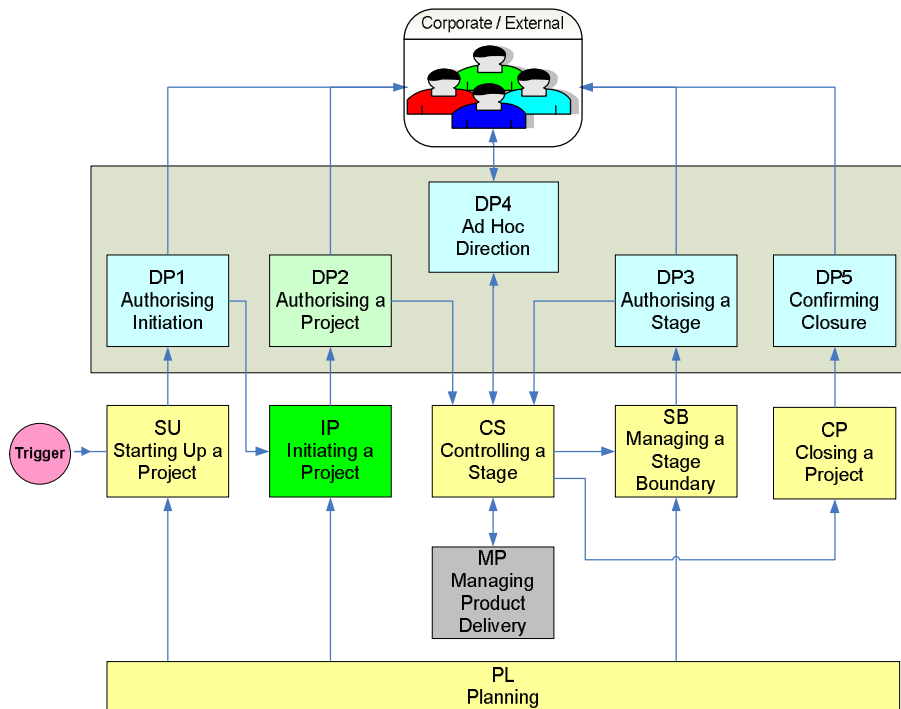 Corporate / External
DP4
Ad Hoc
Direction
DP1
Authorising
Initiation
DP2
Authorising a
Project
DP3
Authorising a
Stage
DP5
Confirming
Closure
Trigger
SU
Starting Up a
Project
IP
Initiating a
Project
CS
Controlling a
Stage
SB
Managing a
Stage
Boundary
CP
Closing a
Project
MP
Managing
Product
Delivery
PL
Planning